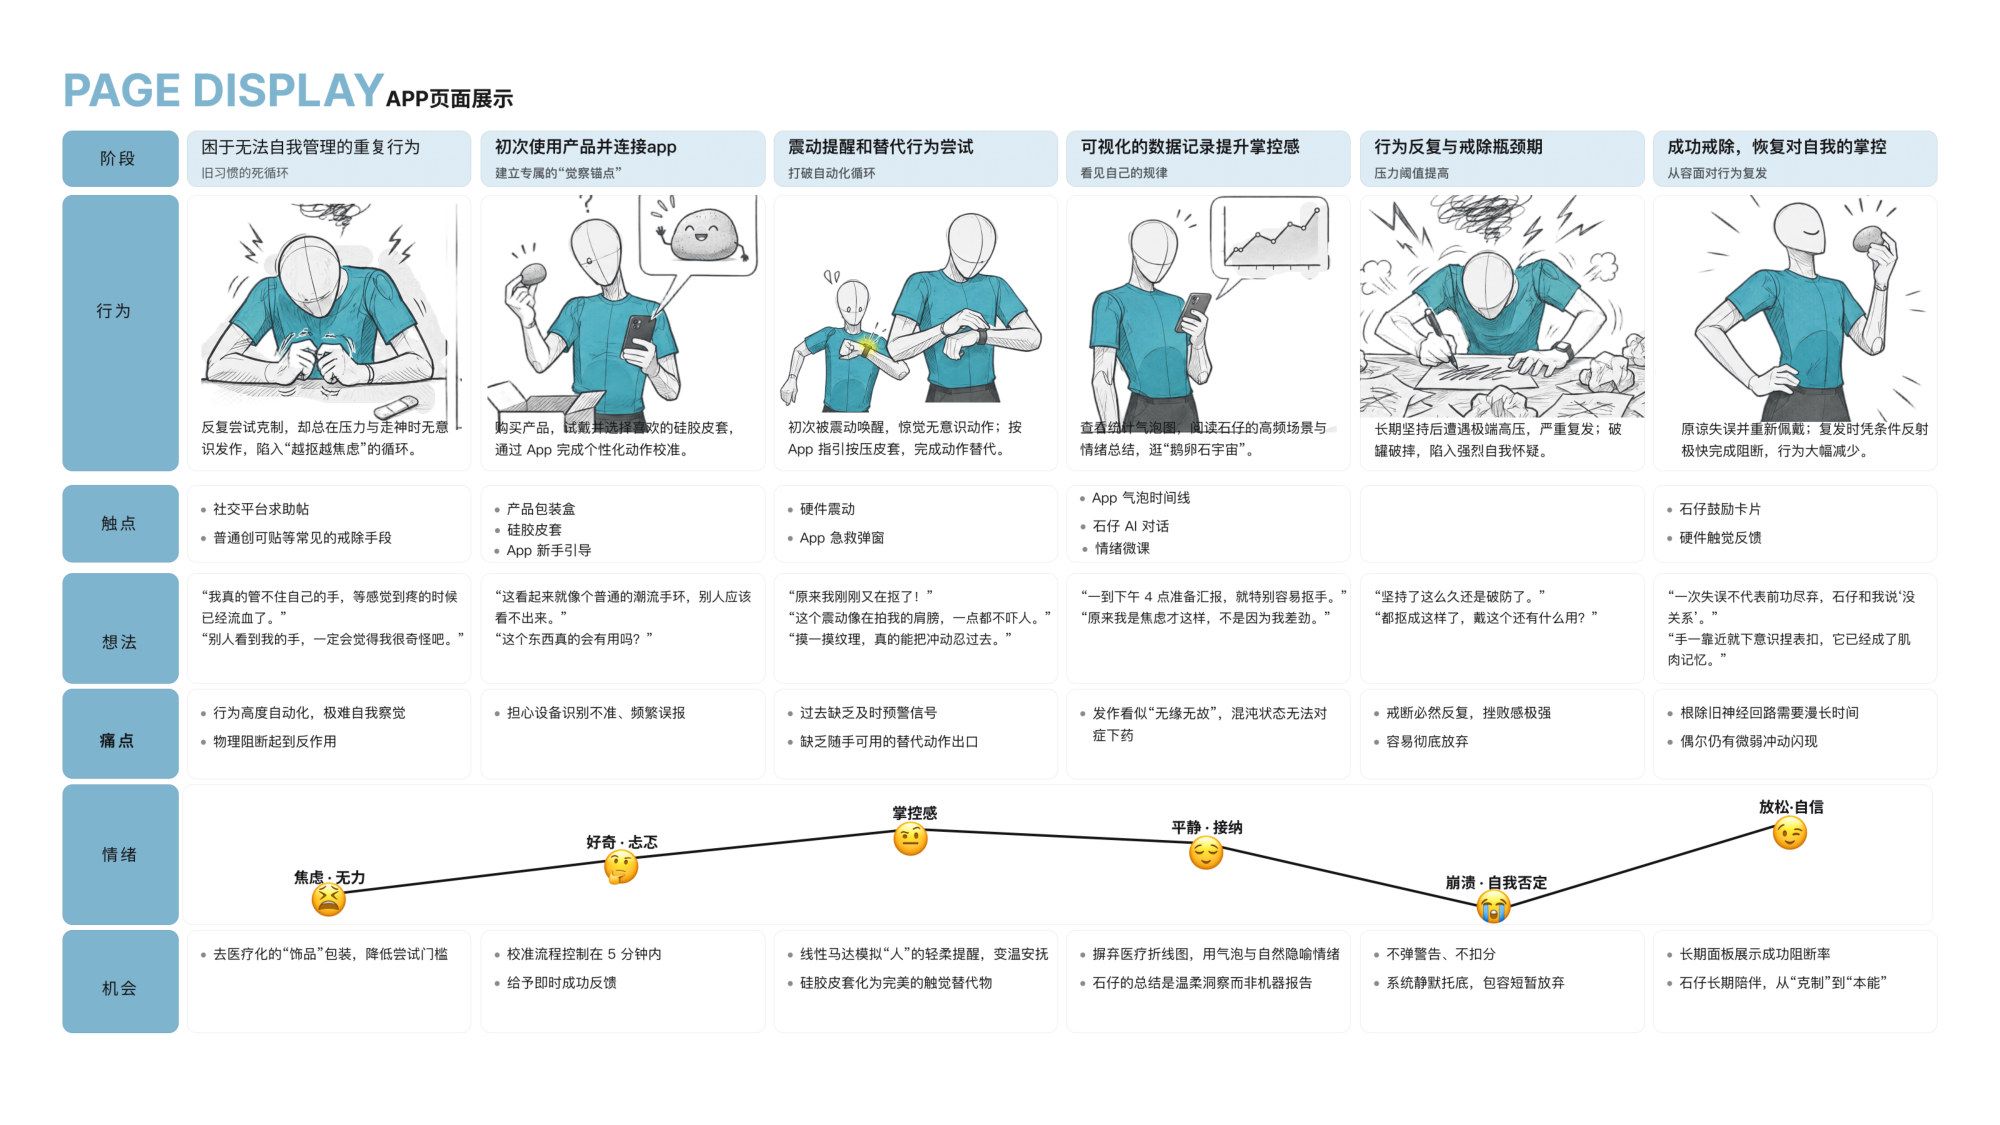 PAGE DISPLAY APP页面展示
阶段
困于无法自我管理的重复行为
旧习惯的死循环
初次使用产品并连接app
建立专属的“觉察锚点”
震动提醒和替代行为尝试
打破自动化循环
可视化的数据记录提升掌控感
看见自己的规律
行为反复与戒除瓶颈期
压力阈值提高
成功戒除，恢复对自我的掌控
从容面对行为复发
行为
反复尝试克制，却总在压力与走神时无意
识发作，陷入“越抠越焦虑”的循环。
?
购买产品，试戴并选择喜欢的硅胶皮套，
通过 App 完成个性化动作校准。
初次被震动唤醒，惊觉无意识动作；按
App 指引按压皮套，完成动作替代。
查看统计气泡图，阅读石仔的高频场景与
情绪总结，逛“鹅卵石宇宙”。
长期坚持后遭遇极端高压，严重复发；破
罐破摔，陷入强烈自我怀疑。
原谅失误并重新佩戴；复发时凭条件反射
极快完成阻断，行为大幅减少。
触点
• 社交平台求助帖
• 普通创可贴等常见的戒除手段
• 产品包装盒
• 硅胶皮套
• App 新手引导
• 硬件震动
• App 急救弹窗
• App 气泡时间线
• 石仔 AI 对话
• 情绪微课
• 石仔鼓励卡片
• 硬件触觉反馈
想法
“我真的管不住自己的手，等感觉到疼的时候
已经流血了。”
“别人看到我的手，一定会觉得我很奇怪吧。”
“这看起来就像个普通的潮流手环，别人应该
看不出来。”
“这个东西真的会有用吗？”
“原来我刚刚又在抠了！”
“这个震动像在拍我的肩膀，一点都不吓人。”
“摸一摸纹理，真的能把冲动忍过去。”
“一到下午 4 点准备汇报，就特别容易抠手。”
“原来我是焦虑才这样，不是因为我差劲。”
“坚持了这么久还是破防了。”
“都抠成这样了，戴这个还有什么用？”
“一次失误不代表前功尽弃，石仔和我说‘没
关系’。”
“手一靠近就下意识捏表扣，它已经成了肌
肉记忆。”
痛点
• 行为高度自动化，极难自我察觉
• 物理阻断起到反作用
• 担心设备识别不准、频繁误报
• 过去缺乏及时预警信号
• 缺乏随手可用的替代动作出口
• 发作看似“无缘无故”，混沌状态无法对
症下药
• 戒断必然反复，挫败感极强
• 容易彻底放弃
• 根除旧神经回路需要漫长时间
• 偶尔仍有微弱冲动闪现
情绪
焦虑·无力
好奇·忐忑
掌控感
平静·接纳
崩溃·自我否定
放松·自信
机会
• 去医疗化的“饰品”包装，降低尝试门槛
• 校准流程控制在 5 分钟内
• 给予即时成功反馈
• 线性马达模拟“人”的轻柔提醒，变温安抚
• 硅胶皮套化为完美的触觉替代物
• 摒弃医疗折线图，用气泡与自然隐喻情绪
• 石仔的总结是温柔洞察而非机器报告
• 不弹警告、不扣分
• 系统静默托底，包容短暂放弃
• 长期面板展示成功阻断率
• 石仔长期陪伴，从“克制”到“本能”